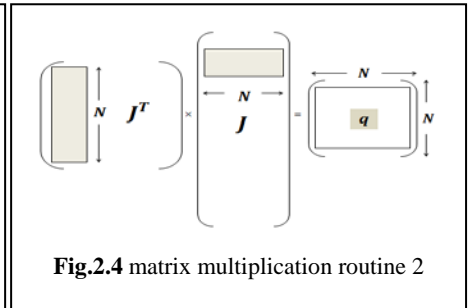 N
N J^T × N = q N
J
Fig.2.4 matrix multiplication routine 2